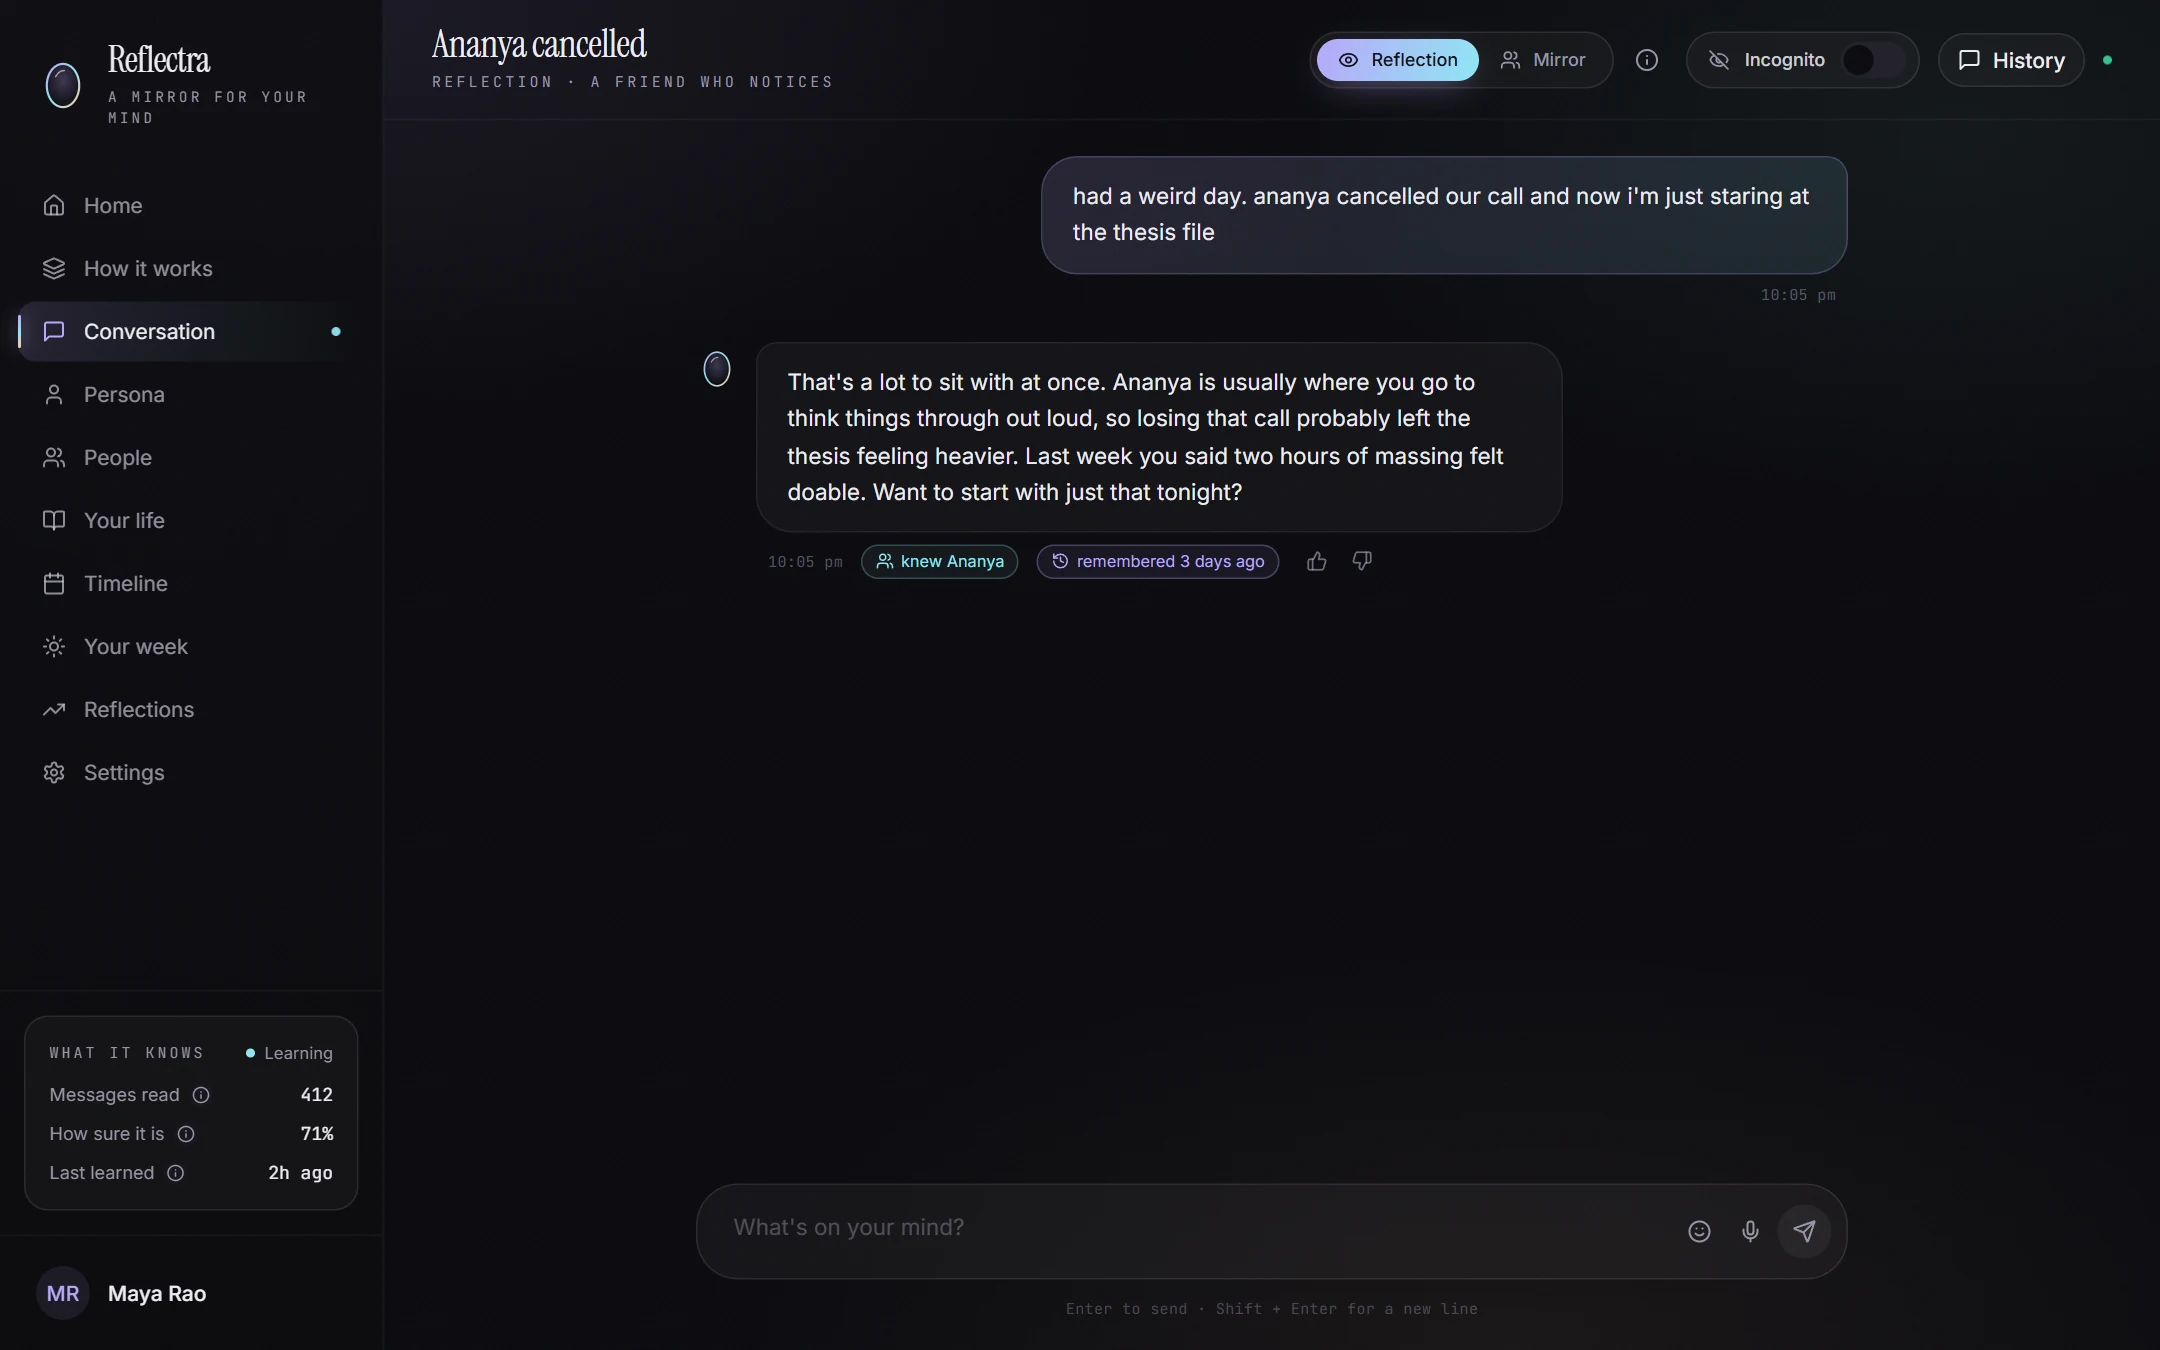 Reflectra
A MIRROR FOR YOUR
MIND
Home
How it works
Conversation
Persona
People
Your life
Timeline
Your week
Reflections
Settings
WHAT IT KNOWS
Learning
Messages read
412
How sure it is
71%
Last learned
2h ago
MR
Maya Rao
Ananya cancelled
REFLECTION · A FRIEND WHO NOTICES
Reflection
Mirror
Incognito
History
had a weird day. ananya cancelled our call and now i'm just staring at
the thesis file
10:05 pm
That's a lot to sit with at once. Ananya is usually where you go to
think things through out loud, so losing that call probably left the
thesis feeling heavier. Last week you said two hours of massing felt
doable. Want to start with just that tonight?
10:05 pm
knew Ananya
remembered 3 days ago
What's on your mind?
Enter to send · Shift + Enter for a new line